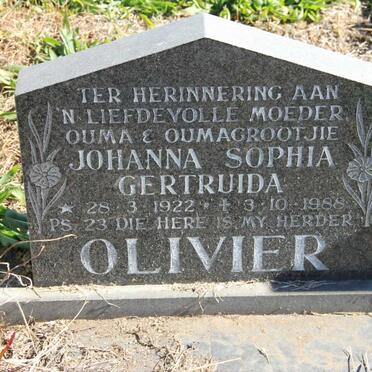 TER HERINNERING AAN
'N LIEFDEVOLLE MOEDER
OUMA & OUMAGROOTJIE
JOHANNA SOPHIA
GERTRUIDA
* 28·3·1922 · + 3·10·1988
PS. 23 DIE HERE IS MY HERDER
OLIVIER